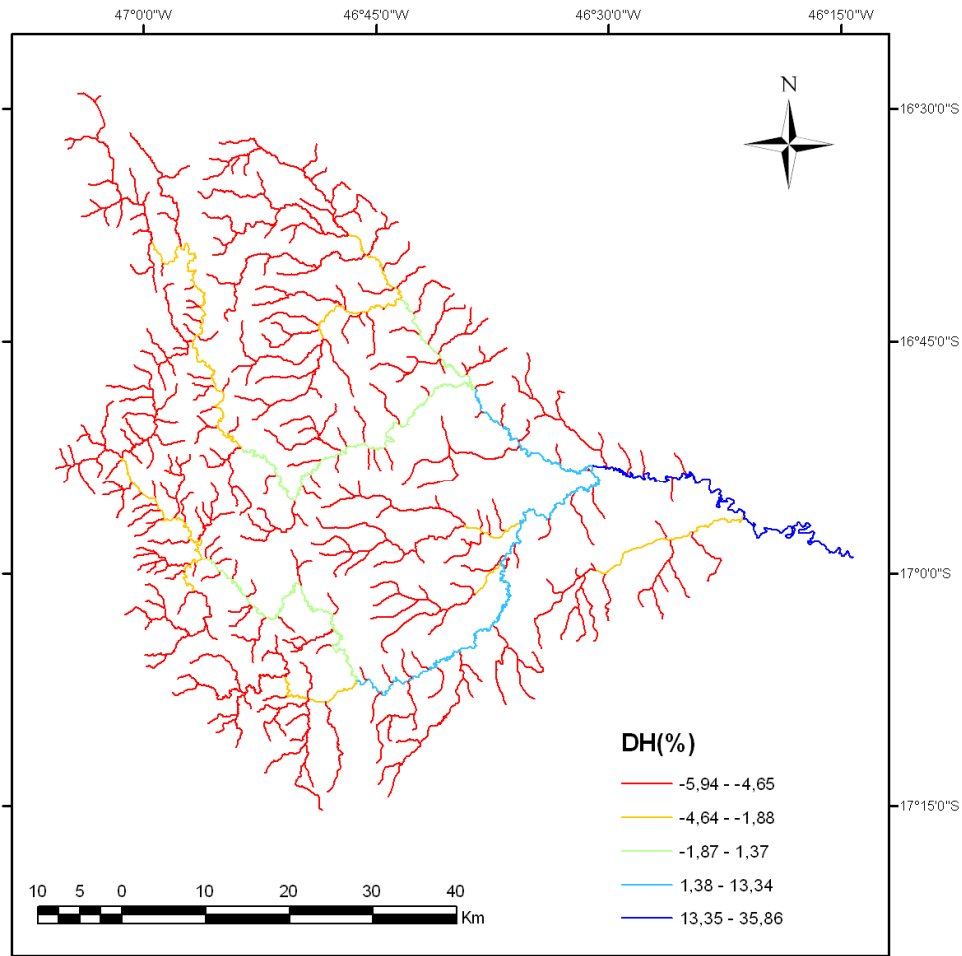 47°0'0"W 46°45'0"W 46°30'0"W 46°15'0"W
N
16°30'0"S
16°45'0"S
17°0'0"S
DH(%)
-5,94 - -4,65
17°15'0"S
-4,64 - -1,88
-1,87 - 1,37
1,38 - 13,34
13,35 - 35,86
10 5 0 10 20 30 40
Km